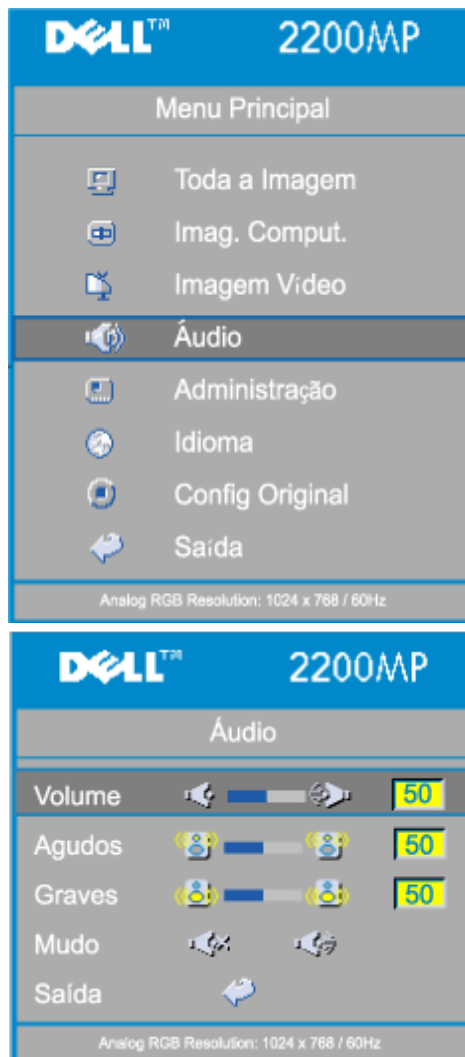 DELL™ 2200MP
Menu Principal
Toda a Imagem
Imag. Comput.
Imagem Vídeo
Áudio
Administração
Idioma
Config Original
Saída
Analog RGB Resolution: 1024 x 768 / 60Hz
DELL™ 2200MP
Áudio
Volume 50
Agudos 50
Graves 50
Mudo
Saída
Analog RGB Resolution: 1024 x 768 / 60Hz